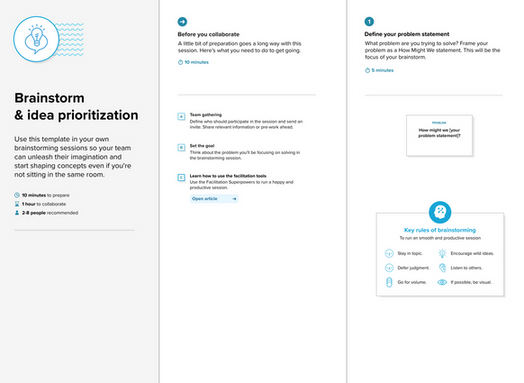 Brainstorm
& idea prioritization
Use this template in your own
brainstorming sessions so your team
can unleash their imagination and
start shaping concepts even if you're
not sitting in the same room.
10 minutes to prepare
1 hour to collaborate
2-8 people recommended
Before you collaborate
A little bit of preparation goes a long way with this
session. Here's what you need to do to get going.
10 minutes
A
Team gathering
Define who should participate in the session and send an
invite. Share relevant information or pre-work ahead.
B
Set the goal
Think about the problem you'll be focusing on solving in
the brainstorming session.
C
Learn how to use the facilitation tools
Use the Facilitation Superpowers to run a happy and
productive session.
Open article
1
Define your problem statement
What problem are you trying to solve? Frame your
problem as a How Might We statement. This will be the
focus of your brainstorm.
5 minutes
PROBLEM
How might we [your
problem statement]?
Key rules of brainstorming
To run an smooth and productive session
Stay in topic.
Encourage wild ideas.
Defer judgment.
Listen to others.
Go for volume.
If possible, be visual.